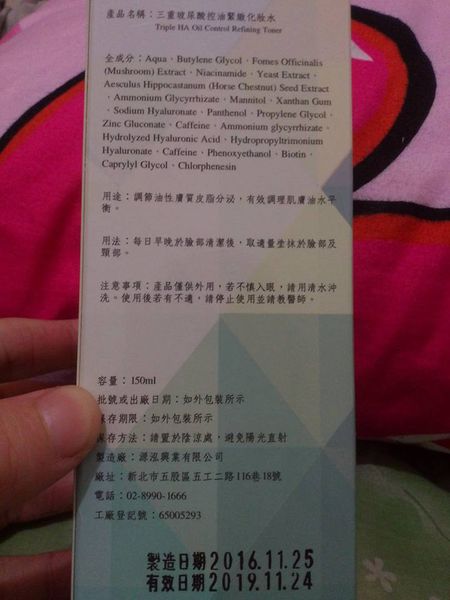 產品名稱：三重玻尿酸控油緊緻化妝水
Triple HA Oil Control Refining Toner
全成分：Aqua、Butylene Glycol、Fomes Officinalis
(Mushroom) Extract、Niacinamide、Yeast Extract、
Aesculus Hippocastanum (Horse Chestnut) Seed Extract
、Ammonium Glycyrrhizate、Mannitol、Xanthan Gum
、Sodium Hyaluronate、Panthenol、Propylene Glycol、
Zinc Gluconate、Caffeine、Ammonium glycyrrhizate、
Hydrolyzed Hyaluronic Acid、Hydropropyltrimonium
Hyaluronate、Caffeine、Phenoxyethanol、Biotin、
Caprylyl Glycol、Chlorphenesin
用途：調節油性膚質皮脂分泌，有效調理肌膚油水平
衡。
用法：每日早晚於臉部清潔後，取適量塗抹於臉部及
頸部。
注意事項：產品僅供外用，若不慎入眼，請用清水沖
洗。使用後若有不適，請停止使用並請教醫師。
容量：150ml
批號或出廠日期：如外包裝所示
保存期限：如外包裝所示
保存方法：請置於陰涼處，避免陽光直射
製造廠：源泓興業有限公司
廠址：新北市五股區五工二路116巷18號
電話：02-8990-1666
工廠登記號：65005293
製造日期2016.11.25
有效日期2019.11.24